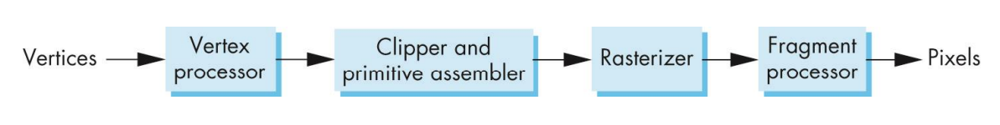 Vertices
Vertex
processor
Clipper and
primitive assembler
Rasterizer
Fragment
processor
Pixels